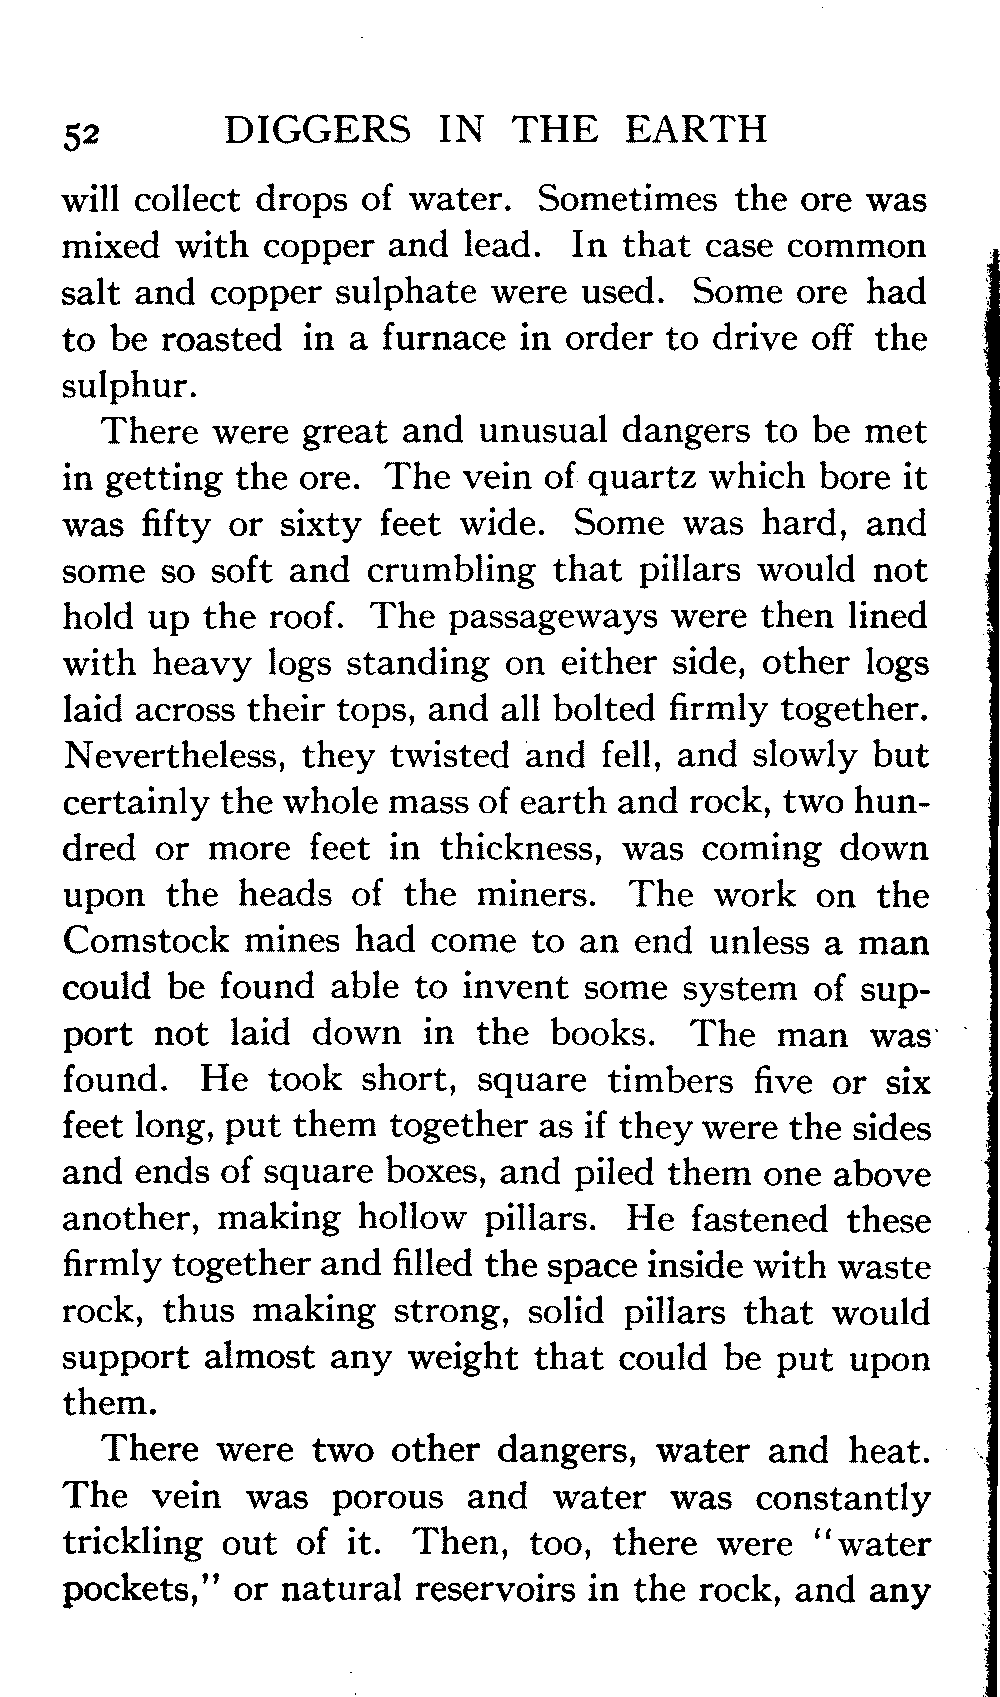 52 DIGGERS IN THE EARTH
will collect drops of water. Sometimes the ore was
mixed with copper and lead. In that case common
salt and copper sulphate were used. Some ore had
to be roasted in a furnace in order to drive off the
sulphur.
There were great and unusual dangers to be met
in getting the ore. The vein of quartz which bore it
was fifty or sixty feet wide. Some was hard, and
some so soft and crumbling that pillars would not
hold up the roof. The passageways were then lined
with heavy logs standing on either side, other logs
laid across their tops, and all bolted firmly together.
Nevertheless, they twisted and fell, and slowly but
certainly the whole mass of earth and rock, two hun-
dred or more feet in thickness, was coming down
upon the heads of the miners. The work on the
Comstock mines had come to an end unless a man
could be found able to invent some system of sup-
port not laid down in the books. The man was
found. He took short, square timbers five or six
feet long, put them together as if they were the sides
and ends of square boxes, and piled them one above
another, making hollow pillars. He fastened these
firmly together and filled the space inside with waste
rock, thus making strong, solid pillars that would
support almost any weight that could be put upon
them.
There were two other dangers, water and heat.
The vein was porous and water was constantly
trickling out of it. Then, too, there were "water
pockets," or natural reservoirs in the rock, and any